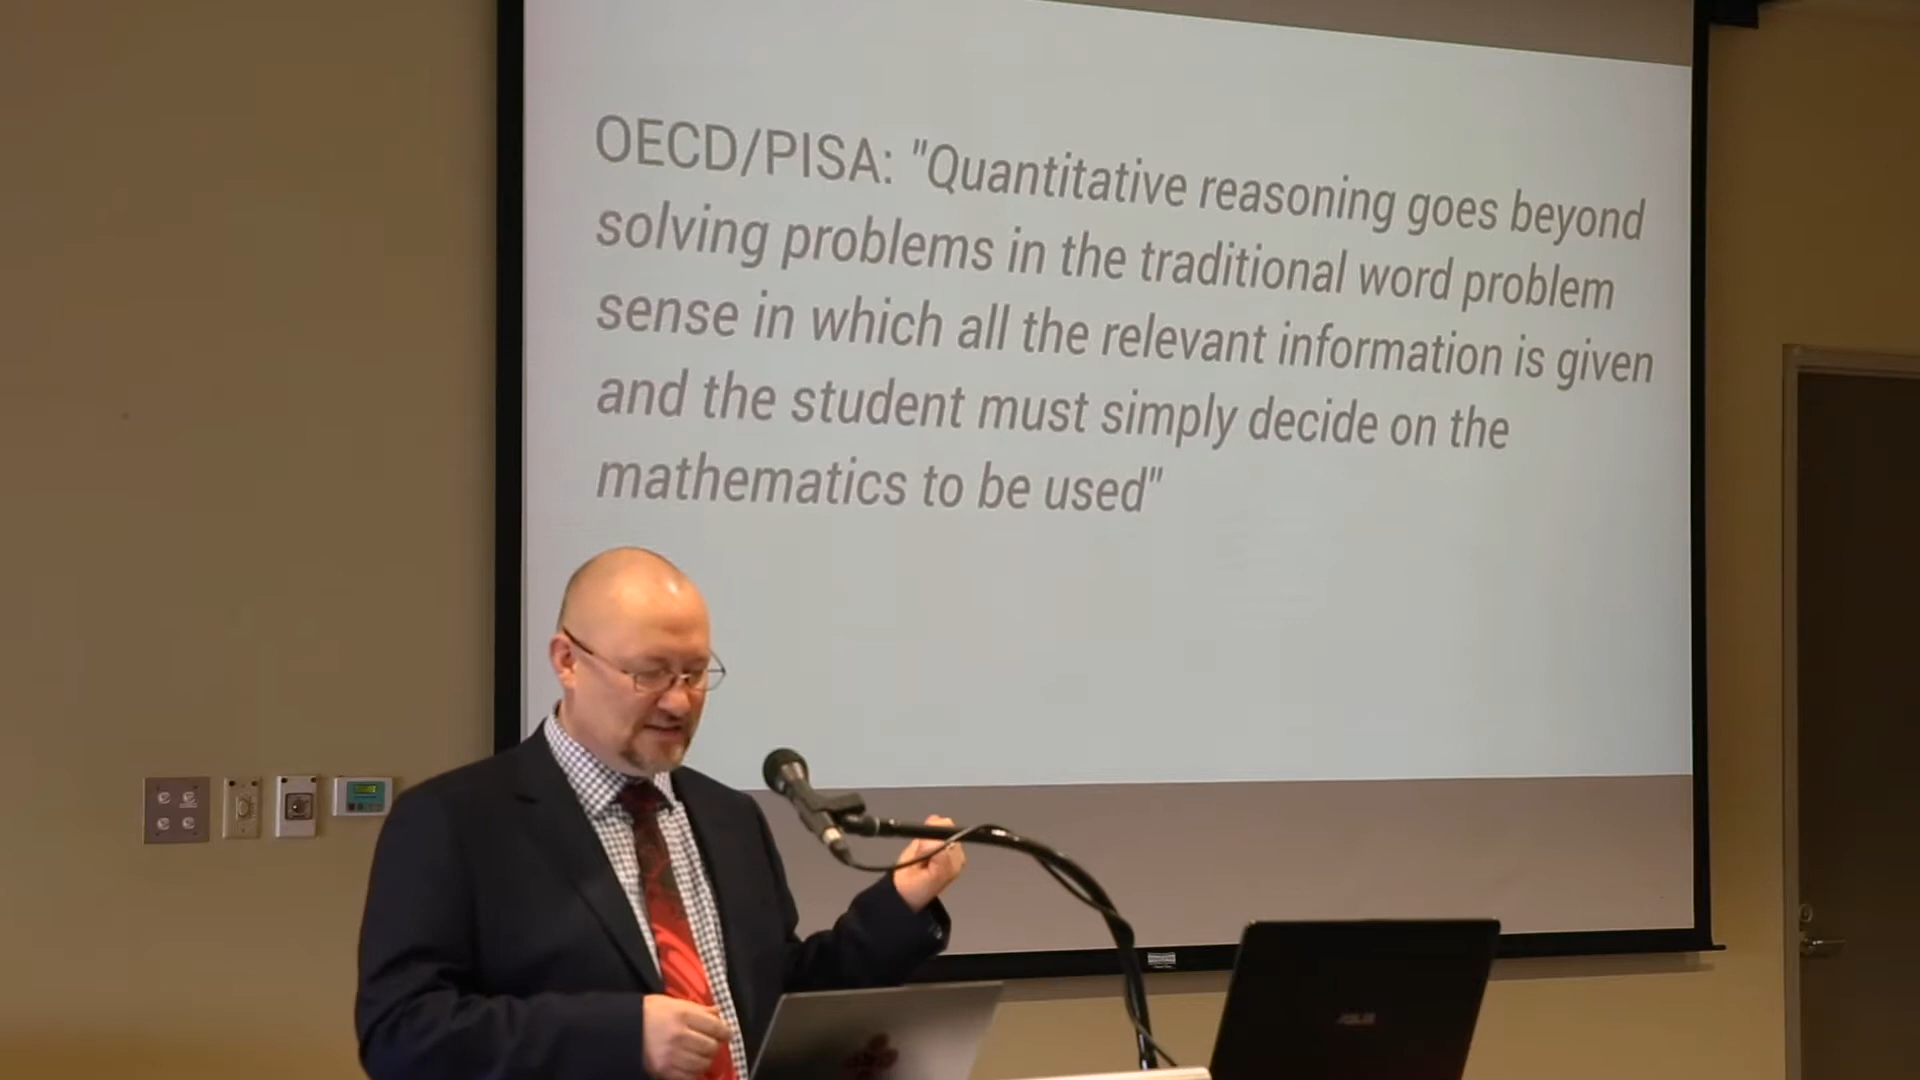 OECD/PISA: "Quantitative reasoning goes beyond
solving problems in the traditional word problem
sense in which all the relevant information is given
and the student must simply decide on the
mathematics to be used"
ASUS